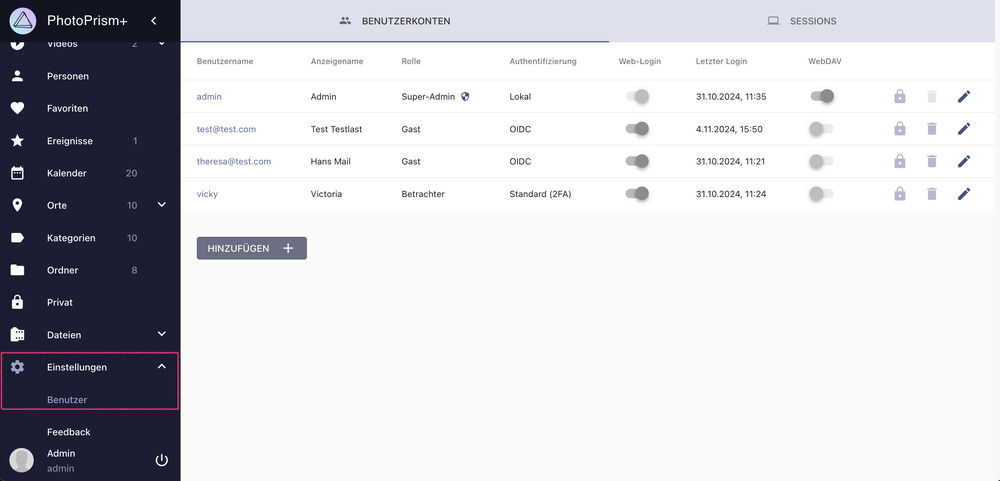 PhotoPrism+
Videos 2
Personen
Favoriten
Ereignisse 1
Kalender 20
Orte 10
Kategorien 10
Ordner 8
Privat
Dateien
Einstellungen
Benutzer
Feedback
Admin
admin
BENUTZERKONTEN SESSIONS
Benutzername Anzeigename Rolle Authentifizierung Web-Login Letzter Login WebDAV
admin Admin Super-Admin Lokal 31.10.2024, 11:35
test@test.com Test Testlast Gast OIDC 4.11.2024, 15:50
theresa@test.com Hans Mail Gast OIDC 31.10.2024, 11:21
vicky Victoria Betrachter Standard (2FA) 31.10.2024, 11:24
HINZUFÜGEN